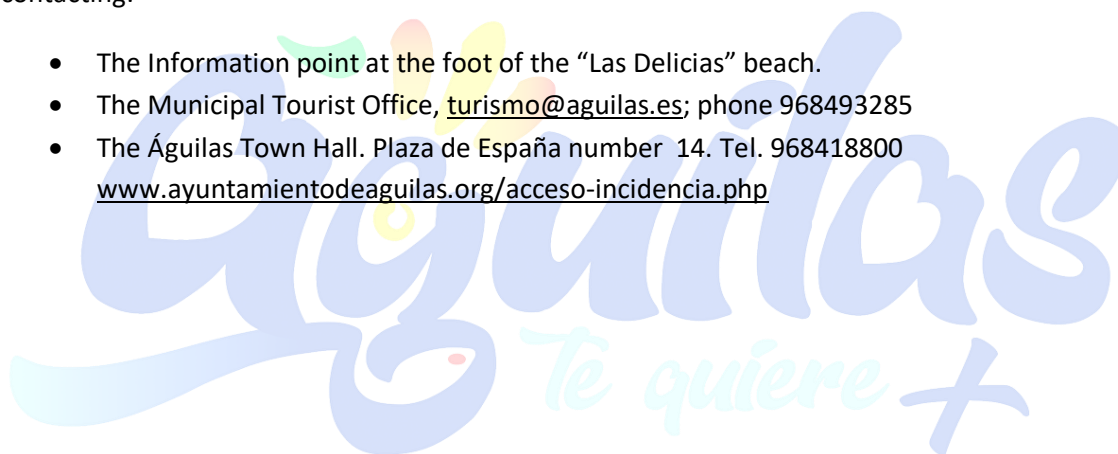 contacting:
• The Information point at the foot of the “Las Delicias” beach.
• The Municipal Tourist Office, turismo@aguilas.es; phone 968493285
• The Águilas Town Hall. Plaza de España number 14. Tel. 968418800
www.ayuntamientodeaguilas.org/acceso-incidencia.php
aguilas
te quiere +